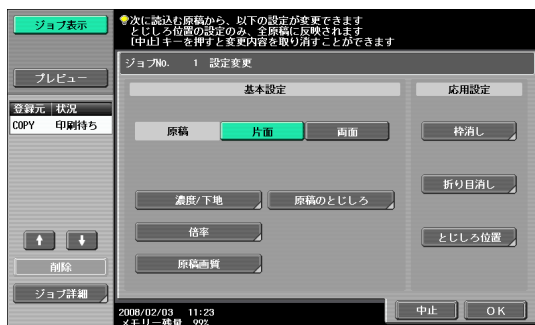 ジョブ表示
次に読込む原稿から、以下の設定が変更できます
とじしろ位置の設定のみ、全原稿に反映されます
[中止]キーを押すと変更内容を取り消すことができます
ジョブNo. 1 設定変更
プレビュー
基本設定
応用設定
登録元 状況
COPY 印刷待ち
原稿 片面 両面
枠消し
濃度/下地 原稿のとじしろ
折り目消し
倍率
とじしろ位置
原稿画質
削除
ジョブ詳細
2008/02/03 11:23
メモリー残量 99%
中止 OK